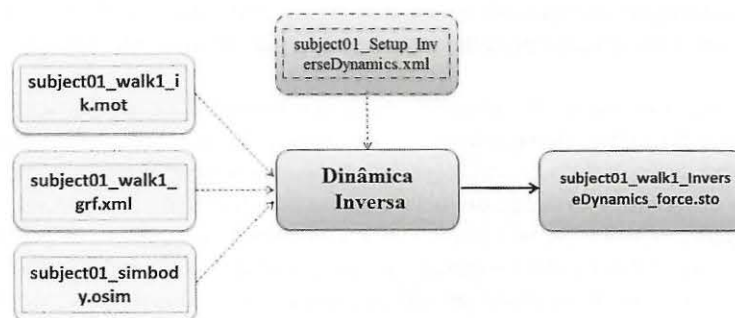 subject01_Setup_Inv
erseDynamics.xml
subject01_walk1_i
k.mot
subject01_walk1_
grf.xml
subject01_simbod
y.osim
Dinâmica
Inversa
subject01_walk1_Invers
eDynamics_force.sto